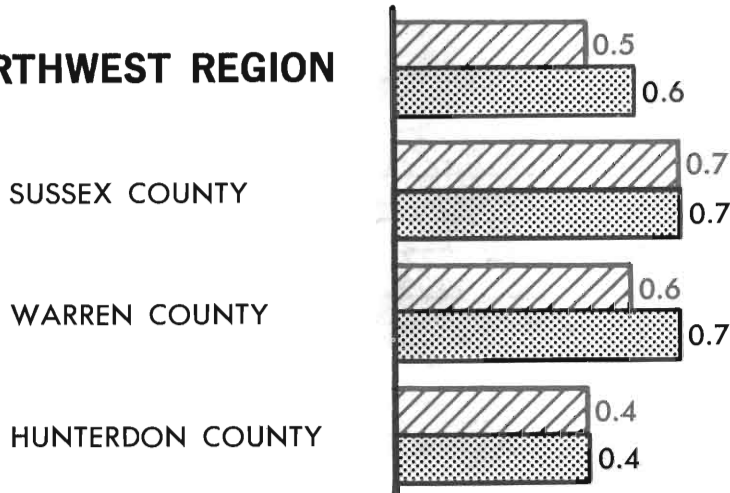 0.5
RTHWEST REGION
0.6
0.7
SUSSEX COUNTY
0.7
0.6
WARREN COUNTY
0.7
0.4
HUNTERDON COUNTY
0.4